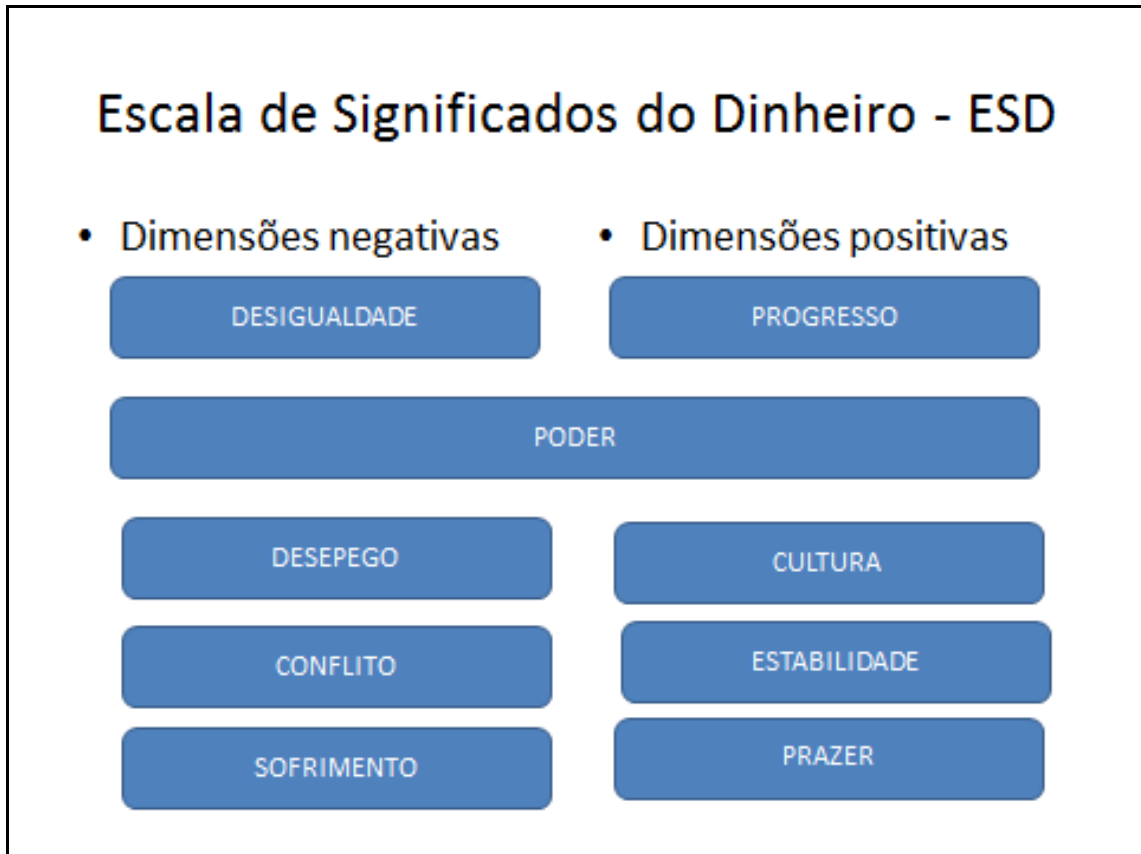 Escala de Significados do Dinheiro - ESD
• Dimensões negativas
• Dimensões positivas
DESIGUALDADE
PROGRESSO
PODER
DESEPEGO
CULTURA
CONFLITO
ESTABILIDADE
SOFRIMENTO
PRAZER